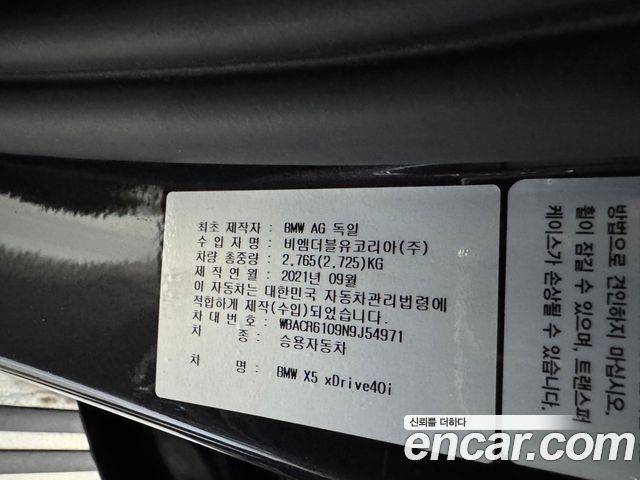 최초 제작자 : BMW AG 독일
수 입 자 명 : 비엠더블유코리아(주)
차량 총중량 : 2,765(2,725)KG
제 작 연 월 : 2021년 09월
이 자동차는 대한민국 자동차관리법령에
적합하게 제작(수입)되었습니다.
차 대 번 호 : WBACR6109N9J54971
차 종 : 승용자동차
차 명 : BMW X5 xDrive40i
방법으로 견인하지 마십시오.
휠이 잠길 수 있으며, 트랜스퍼
케이스가 손상될 수 있습니다.
신뢰를 더하다
encar.com